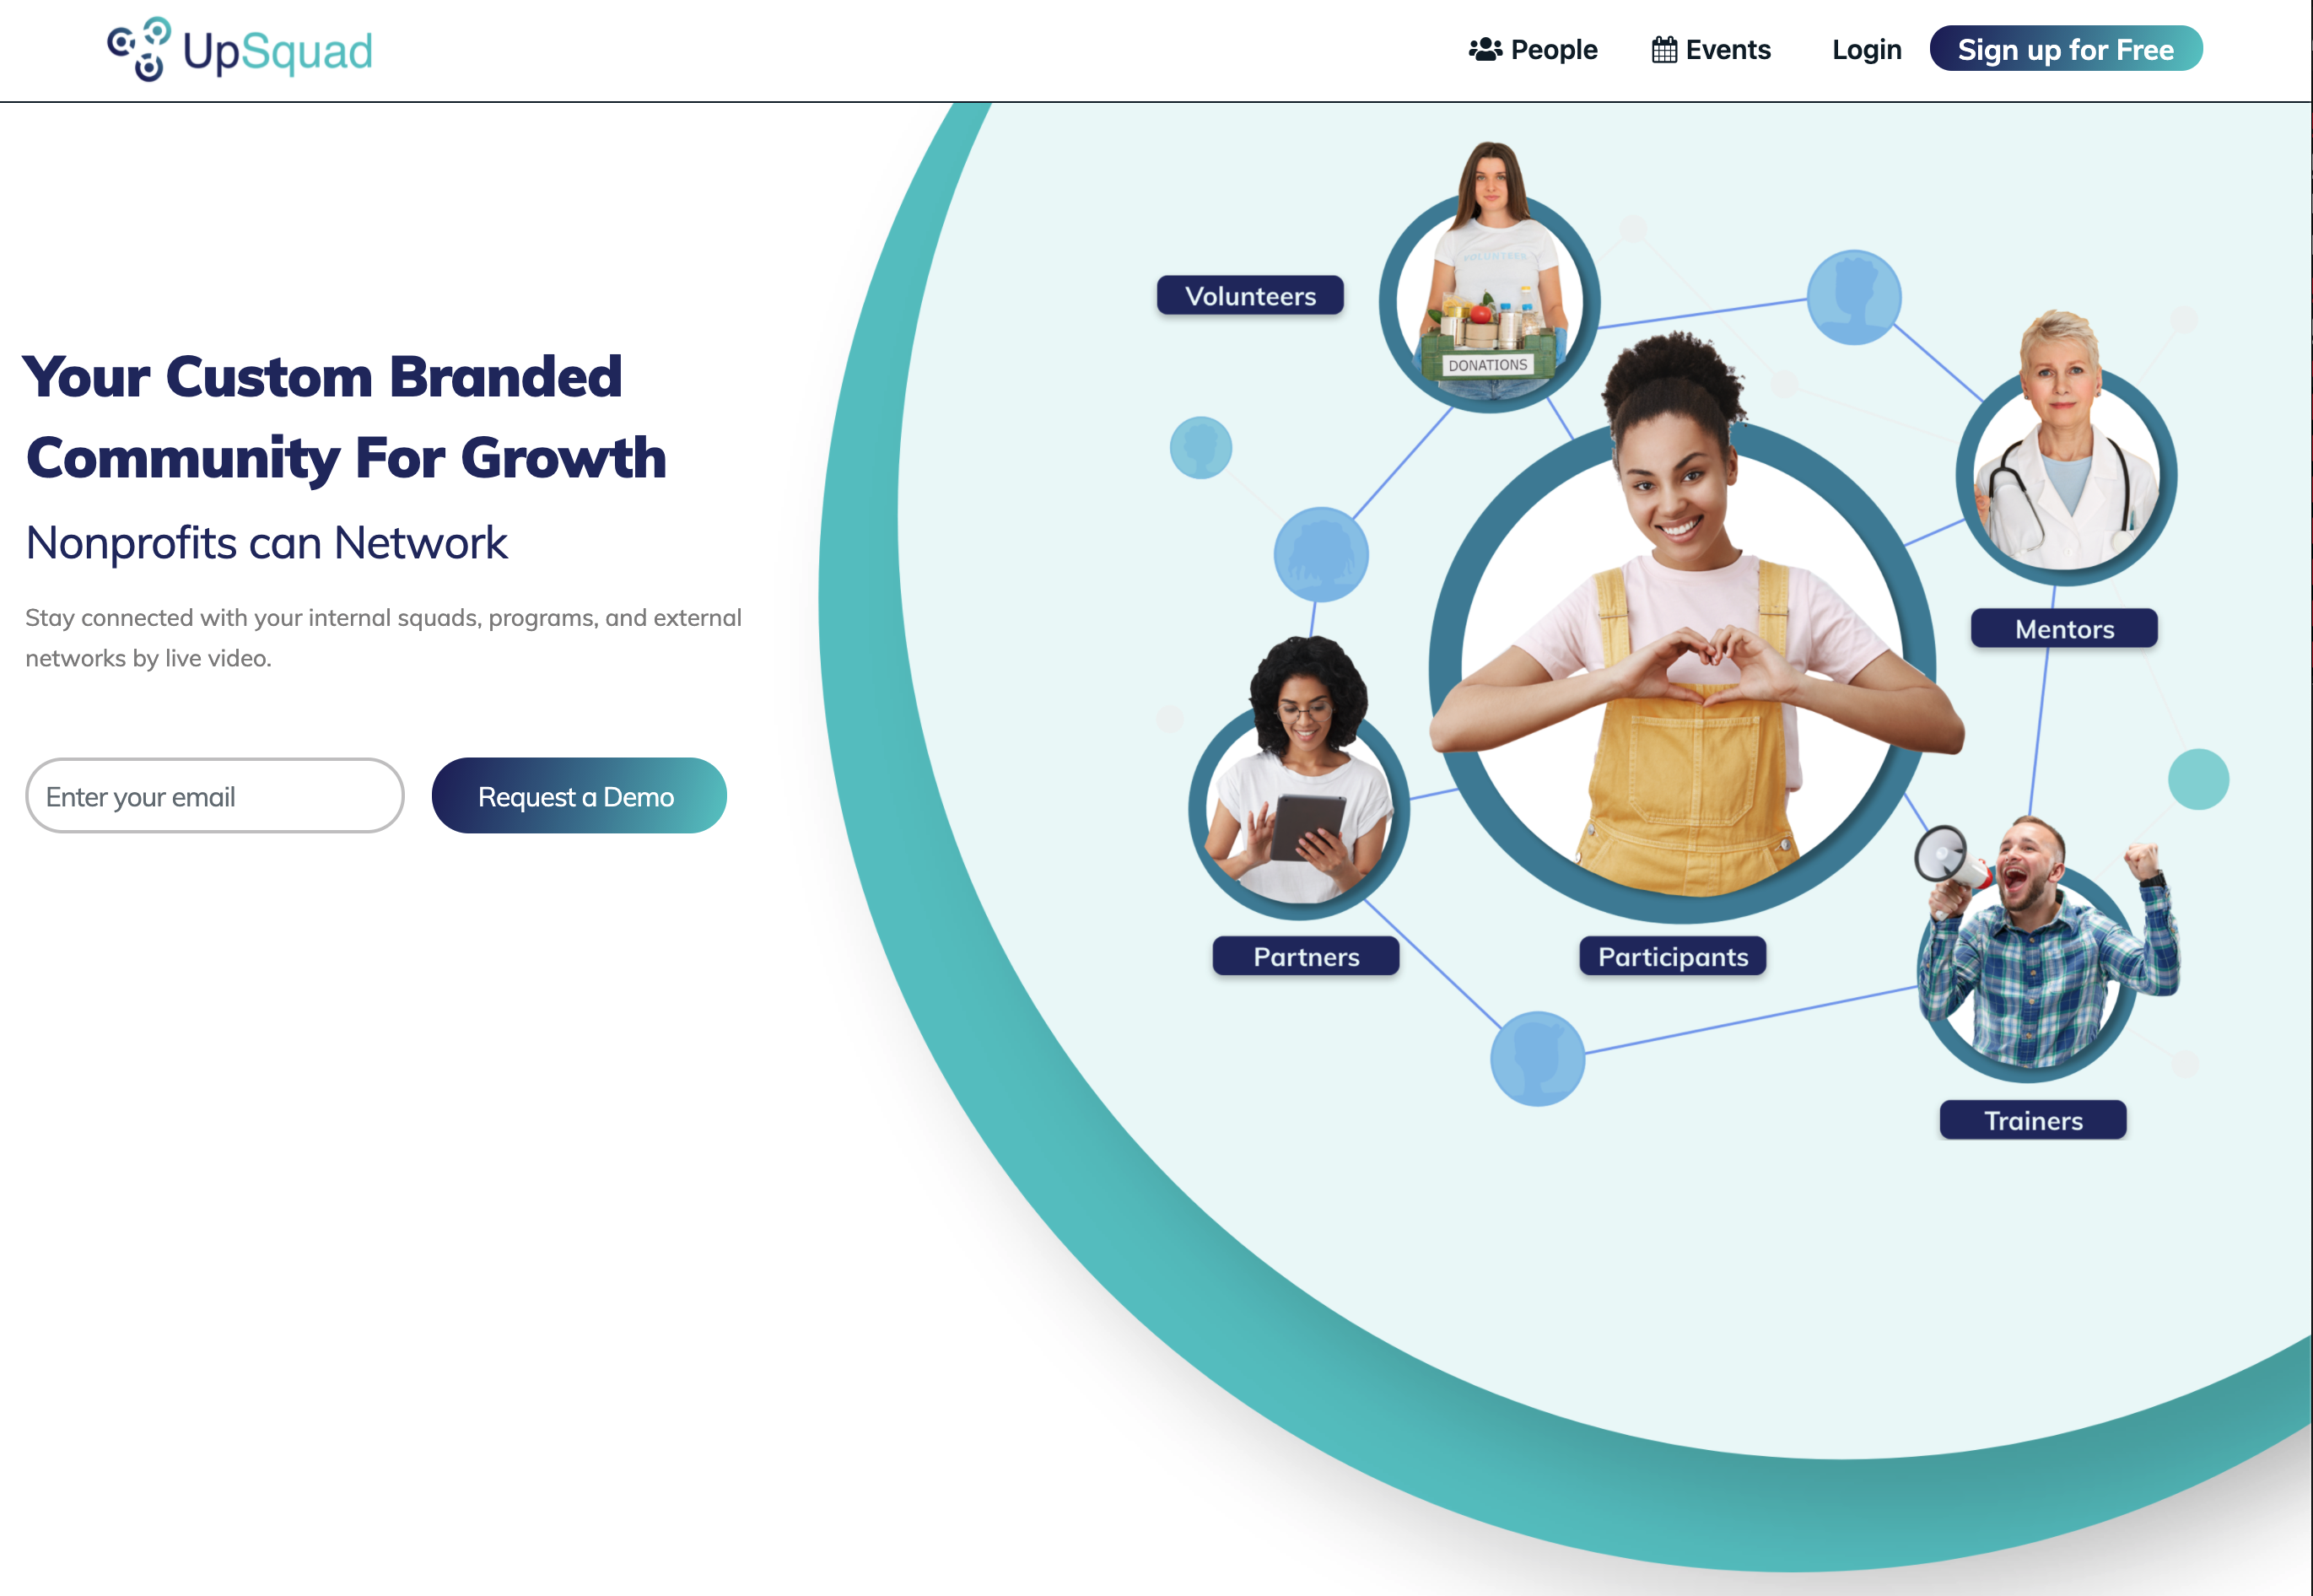 UpSquad
People
Events
Login
Sign up for Free
Your Custom Branded
Community For Growth
Nonprofits can Network
Stay connected with your internal squads, programs, and external
networks by live video.
Enter your email
Request a Demo
Volunteers
VOLUNTEER
DONATIONS
Mentors
Partners
Participants
Trainers